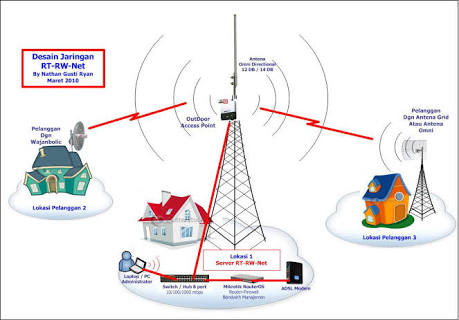 Desain Jaringan
RT-RW-Net
By Nathan Gusti Ryan
Maret 2010
Antena
Omni Directional
12 DB / 14 DB
OutDoor
Access Point
Pelanggan
Dgn
Wajanbolic
Lokasi Pelanggan 2
Pelanggan
Dgn Antena Grid
Atau Antena
Omni
Lokasi Pelanggan 3
Lokasi 1
Server RT-RW-Net
Laptop / PC
Administrator
Switch / Hub 8 port
10/100/1000 mbps
Mikrotik RouterOS
Router-Firewall
Bandwith Manajemen
ADSL Modem